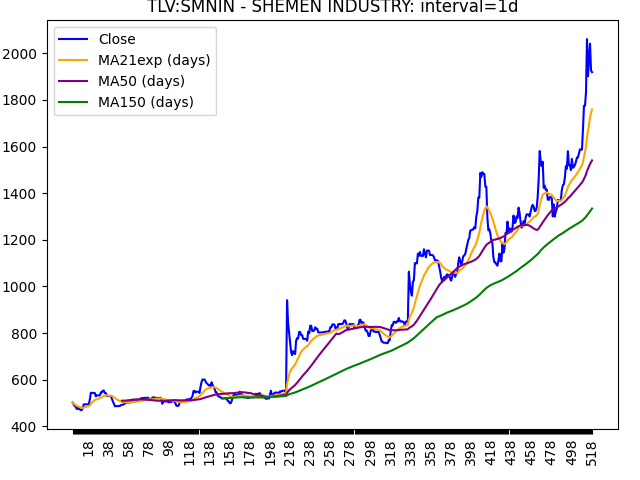 TLV:SMNIN - SHEMEN INDUSTRY: interval=1d
Close
MA21exp (days)
MA50 (days)
MA150 (days)
2000
1800
1600
1400
1200
1000
800
600
400
18 38 58 78 98 118 138 158 178 198 218 238 258 278 298 318 338 358 378 398 418 438 458 478 498 518